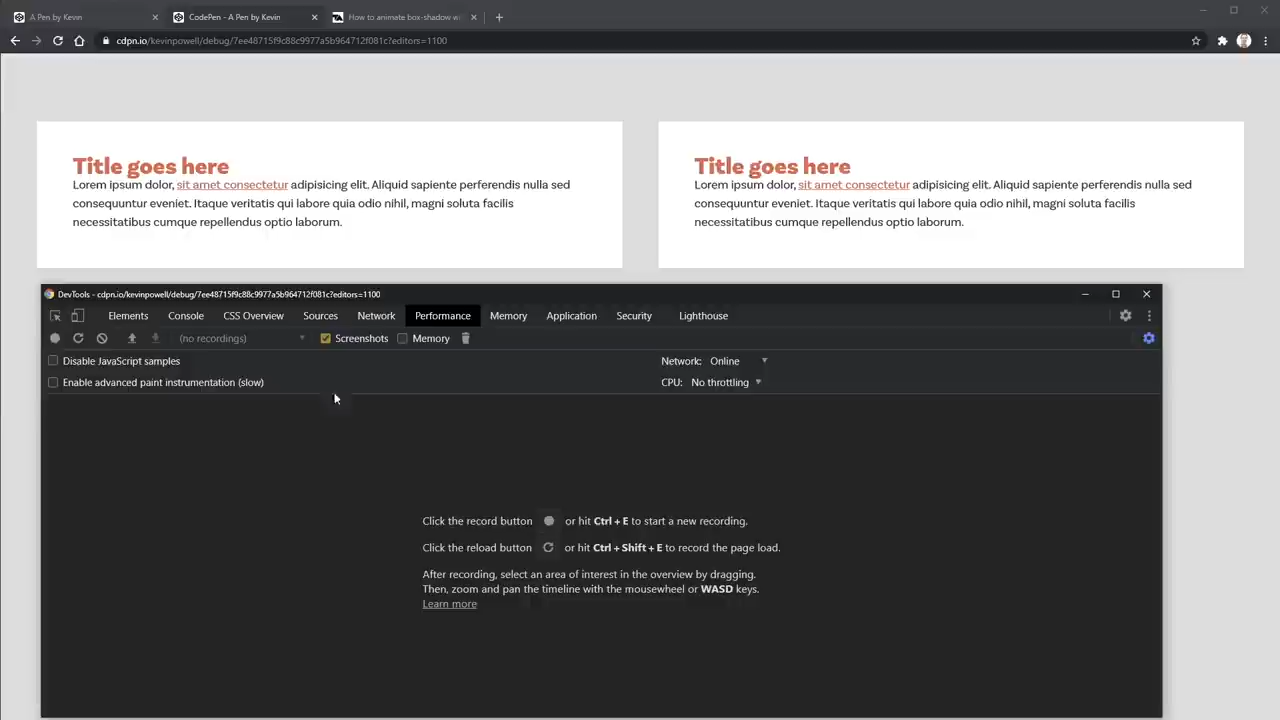 A Pen by Kevin
CodePen - A Pen by Kevin
How to animate box-shadow wi
cdpn.io/kevinpowell/debug/7ee48715f9c88c9977a5b964712f081c?editors=1100
Title goes here
Lorem ipsum dolor, sit amet consectetur adipisicing elit. Aliquid sapiente perferendis nulla sed
consequuntur eveniet. Itaque veritatis qui labore quia odio nihil, magni soluta facilis
necessitatibus cumque repellendus optio laborum.
Title goes here
Lorem ipsum dolor, sit amet consectetur adipisicing elit. Aliquid sapiente perferendis nulla sed
consequuntur eveniet. Itaque veritatis qui labore quia odio nihil, magni soluta facilis
necessitatibus cumque repellendus optio laborum.
DevTools - cdpn.io/kevinpowell/debug/7ee48715f9c88c9977a5b964712f081c?editors=1100
Elements Console CSS Overview Sources Network Performance Memory Application Security Lighthouse
(no recordings) Screenshots Memory
Disable JavaScript samples Network: Online
Enable advanced paint instrumentation (slow) CPU: No throttling
Click the record button or hit Ctrl + E to start a new recording.
Click the reload button or hit Ctrl + Shift + E to record the page load.
After recording, select an area of interest in the overview by dragging.
Then, zoom and pan the timeline with the mousewheel or WASD keys.
Learn more